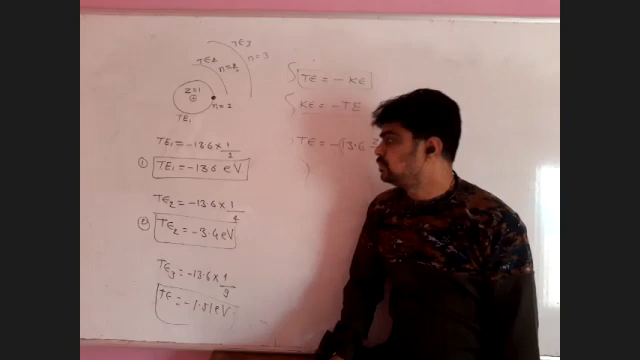 TE3
n=3
TE2
n=2
Z=1
+
n=1
TE1
TE1 = -13.6 × 1/1
① TE1 = -13.6 eV
TE2 = -13.6 × 1/4
② TE2 = -3.4 eV
TE3 = -13.6 × 1/9
TE = -1.51 eV
TE = - KE
KE = - TE
TE = -13.6